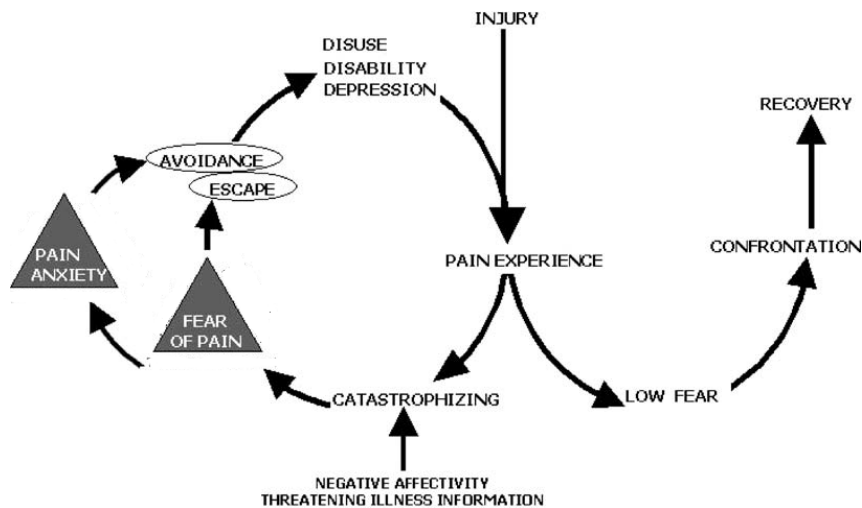 INJURY
DISUSE
DISABILITY
DEPRESSION
RECOVERY
AVOIDANCE
ESCAPE
PAIN
ANXIETY
PAIN EXPERIENCE
CONFRONTATION
FEAR
OF PAIN
CATASTROPHIZING
LOW FEAR
NEGATIVE AFFECTIVITY
THREATENING ILLNESS INFORMATION